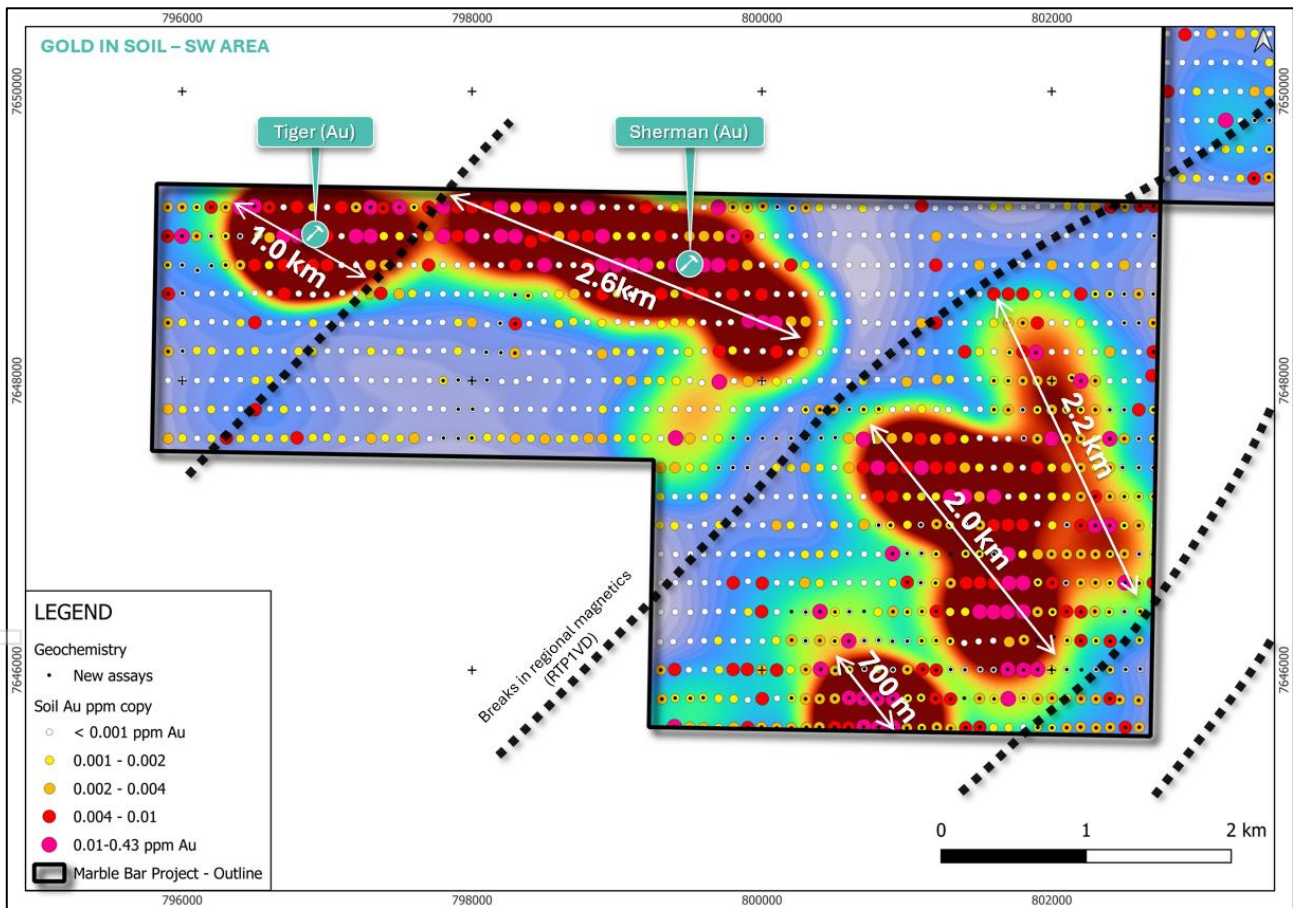 796000
798000
800000
802000
GOLD IN SOIL – SW AREA
7650000
7650000
Tiger (Au)
Sherman (Au)
1.0 km
2.6km
7648000
7648000
2.2 km
2.0 km
Breaks in regional magnetics
(RTP1VD)
700 m
7646000
7646000
LEGEND
Geochemistry
New assays
Soil Au ppm copy
< 0.001 ppm Au
0.001 - 0.002
0.002 - 0.004
0.004 - 0.01
0.01-0.43 ppm Au
Marble Bar Project - Outline
0
1
2 km
796000
798000
800000
802000